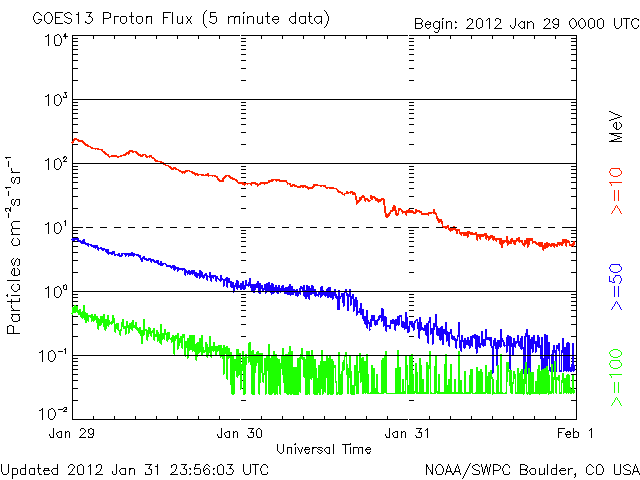 GOES13 Proton Flux (5 minute data)
Begin: 2012 Jan 29 0000 UTC
10⁴
10³
10²
10¹
10⁰
10⁻¹
10⁻²
Particles cm⁻²s⁻¹sr⁻¹
>=10 MeV
>=50
>=100
Jan 29
Jan 30
Jan 31
Feb 1
Universal Time
Updated 2012 Jan 31 23:56:03 UTC
NOAA/SWPC Boulder, CO USA